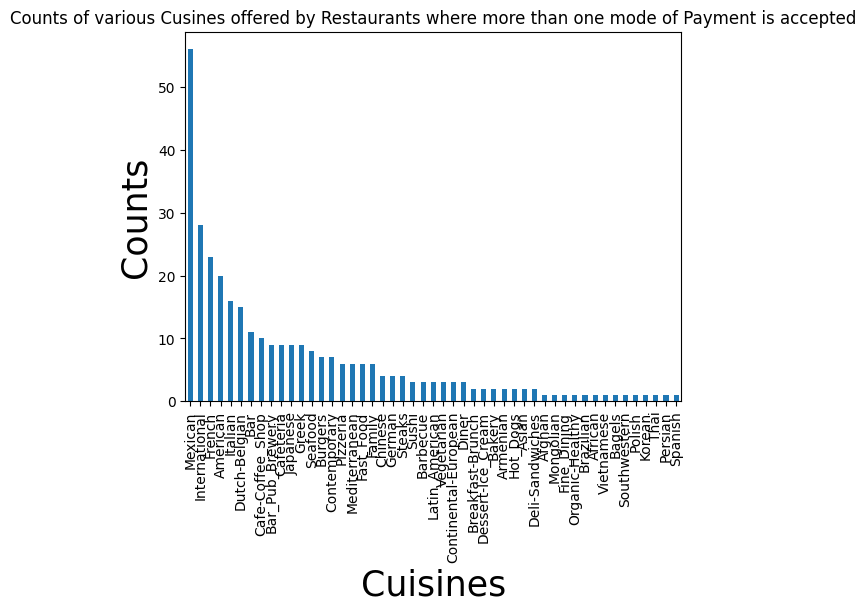 Counts of various Cusines offered by Restaurants where more than one mode of Payment is accepted
Counts
50
40
30
20
10
0
Mexican
International
French
American
Italian
Dutch-Belgian
Bar
Cafe-Coffee_Shop
Bar_Pub_Brewery
Cafeteria
Japanese
Greek
Seafood
Burgers
Contemporary
Pizzeria
Mediterranean
Fast_Food
Family
Chinese
German
Steaks
Sushi
Barbecue
Latin_American
Vegetarian
Continental-European
Diner
Breakfast-Brunch
Dessert-Ice_Cream
Bakery
Armenian
Hot_Dogs
Asian
Deli-Sandwiches
Juice
Afghan
Mongolian
Fine_Dining
Organic-Healthy
Brazilian
African
Vietnamese
Bagels
Southwestern
Polish
Korean
Thai
Persian
Spanish
Cuisines